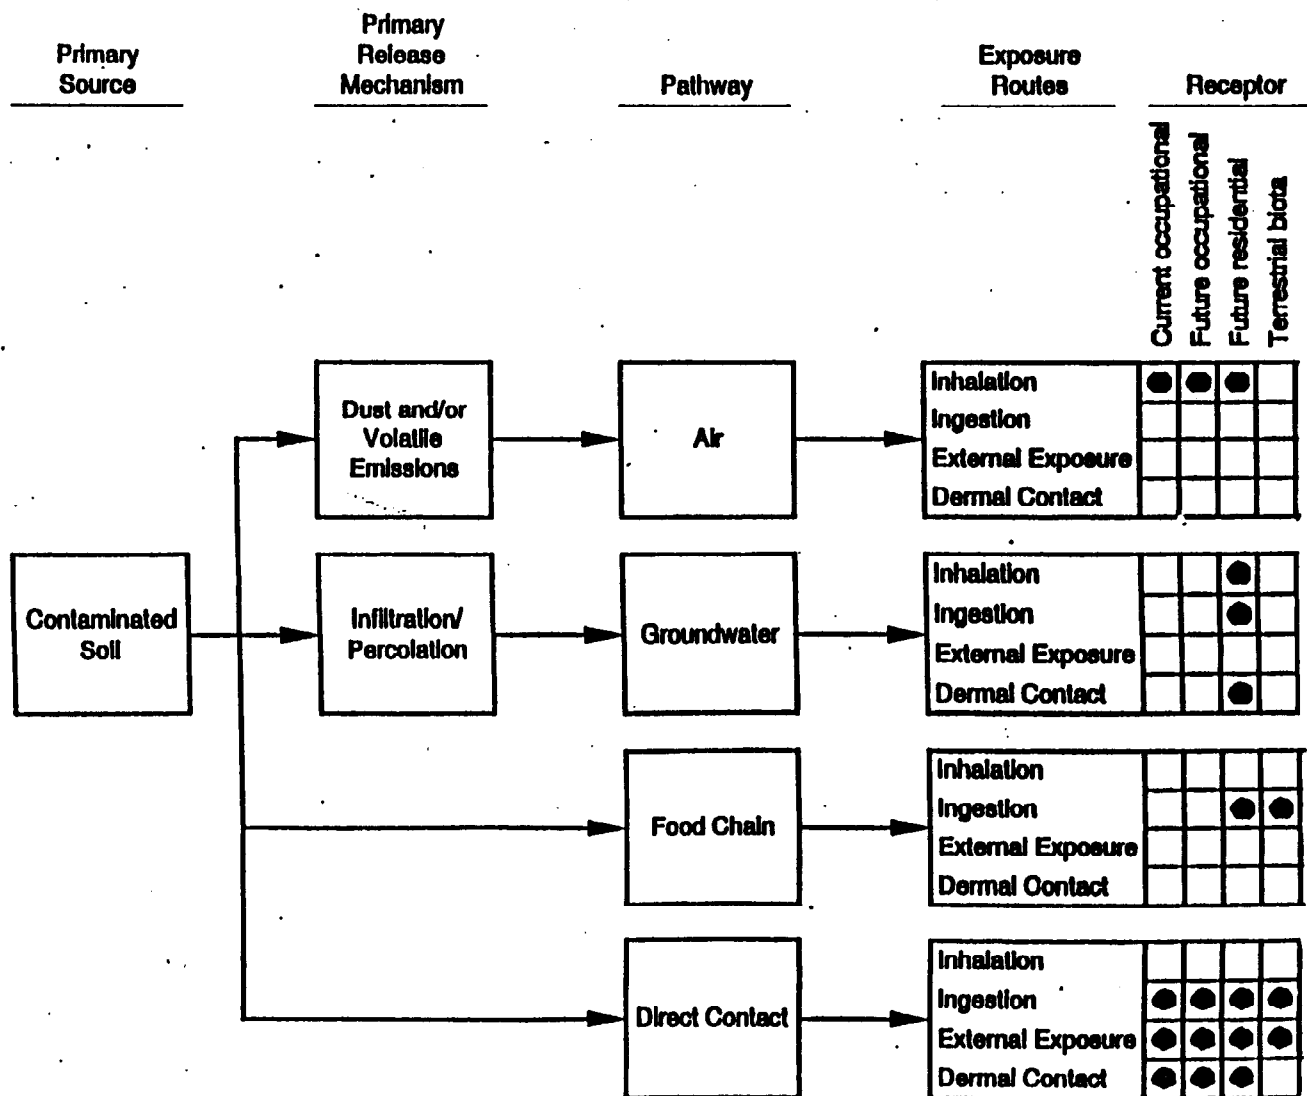 Primary
Source
Primary
Release
Mechanism
Pathway
Exposure
Routes
Receptor
Current occupational
Future occupational
Future residential
Terrestrial biota
Contaminated
Soil
Dust and/or
Volatile
Emissions
Air
Inhalation
Ingestion
External Exposure
Dermal Contact
Infiltration/
Percolation
Groundwater
Inhalation
Ingestion
External Exposure
Dermal Contact
Food Chain
Inhalation
Ingestion
External Exposure
Dermal Contact
Direct Contact
Inhalation
Ingestion
External Exposure
Dermal Contact